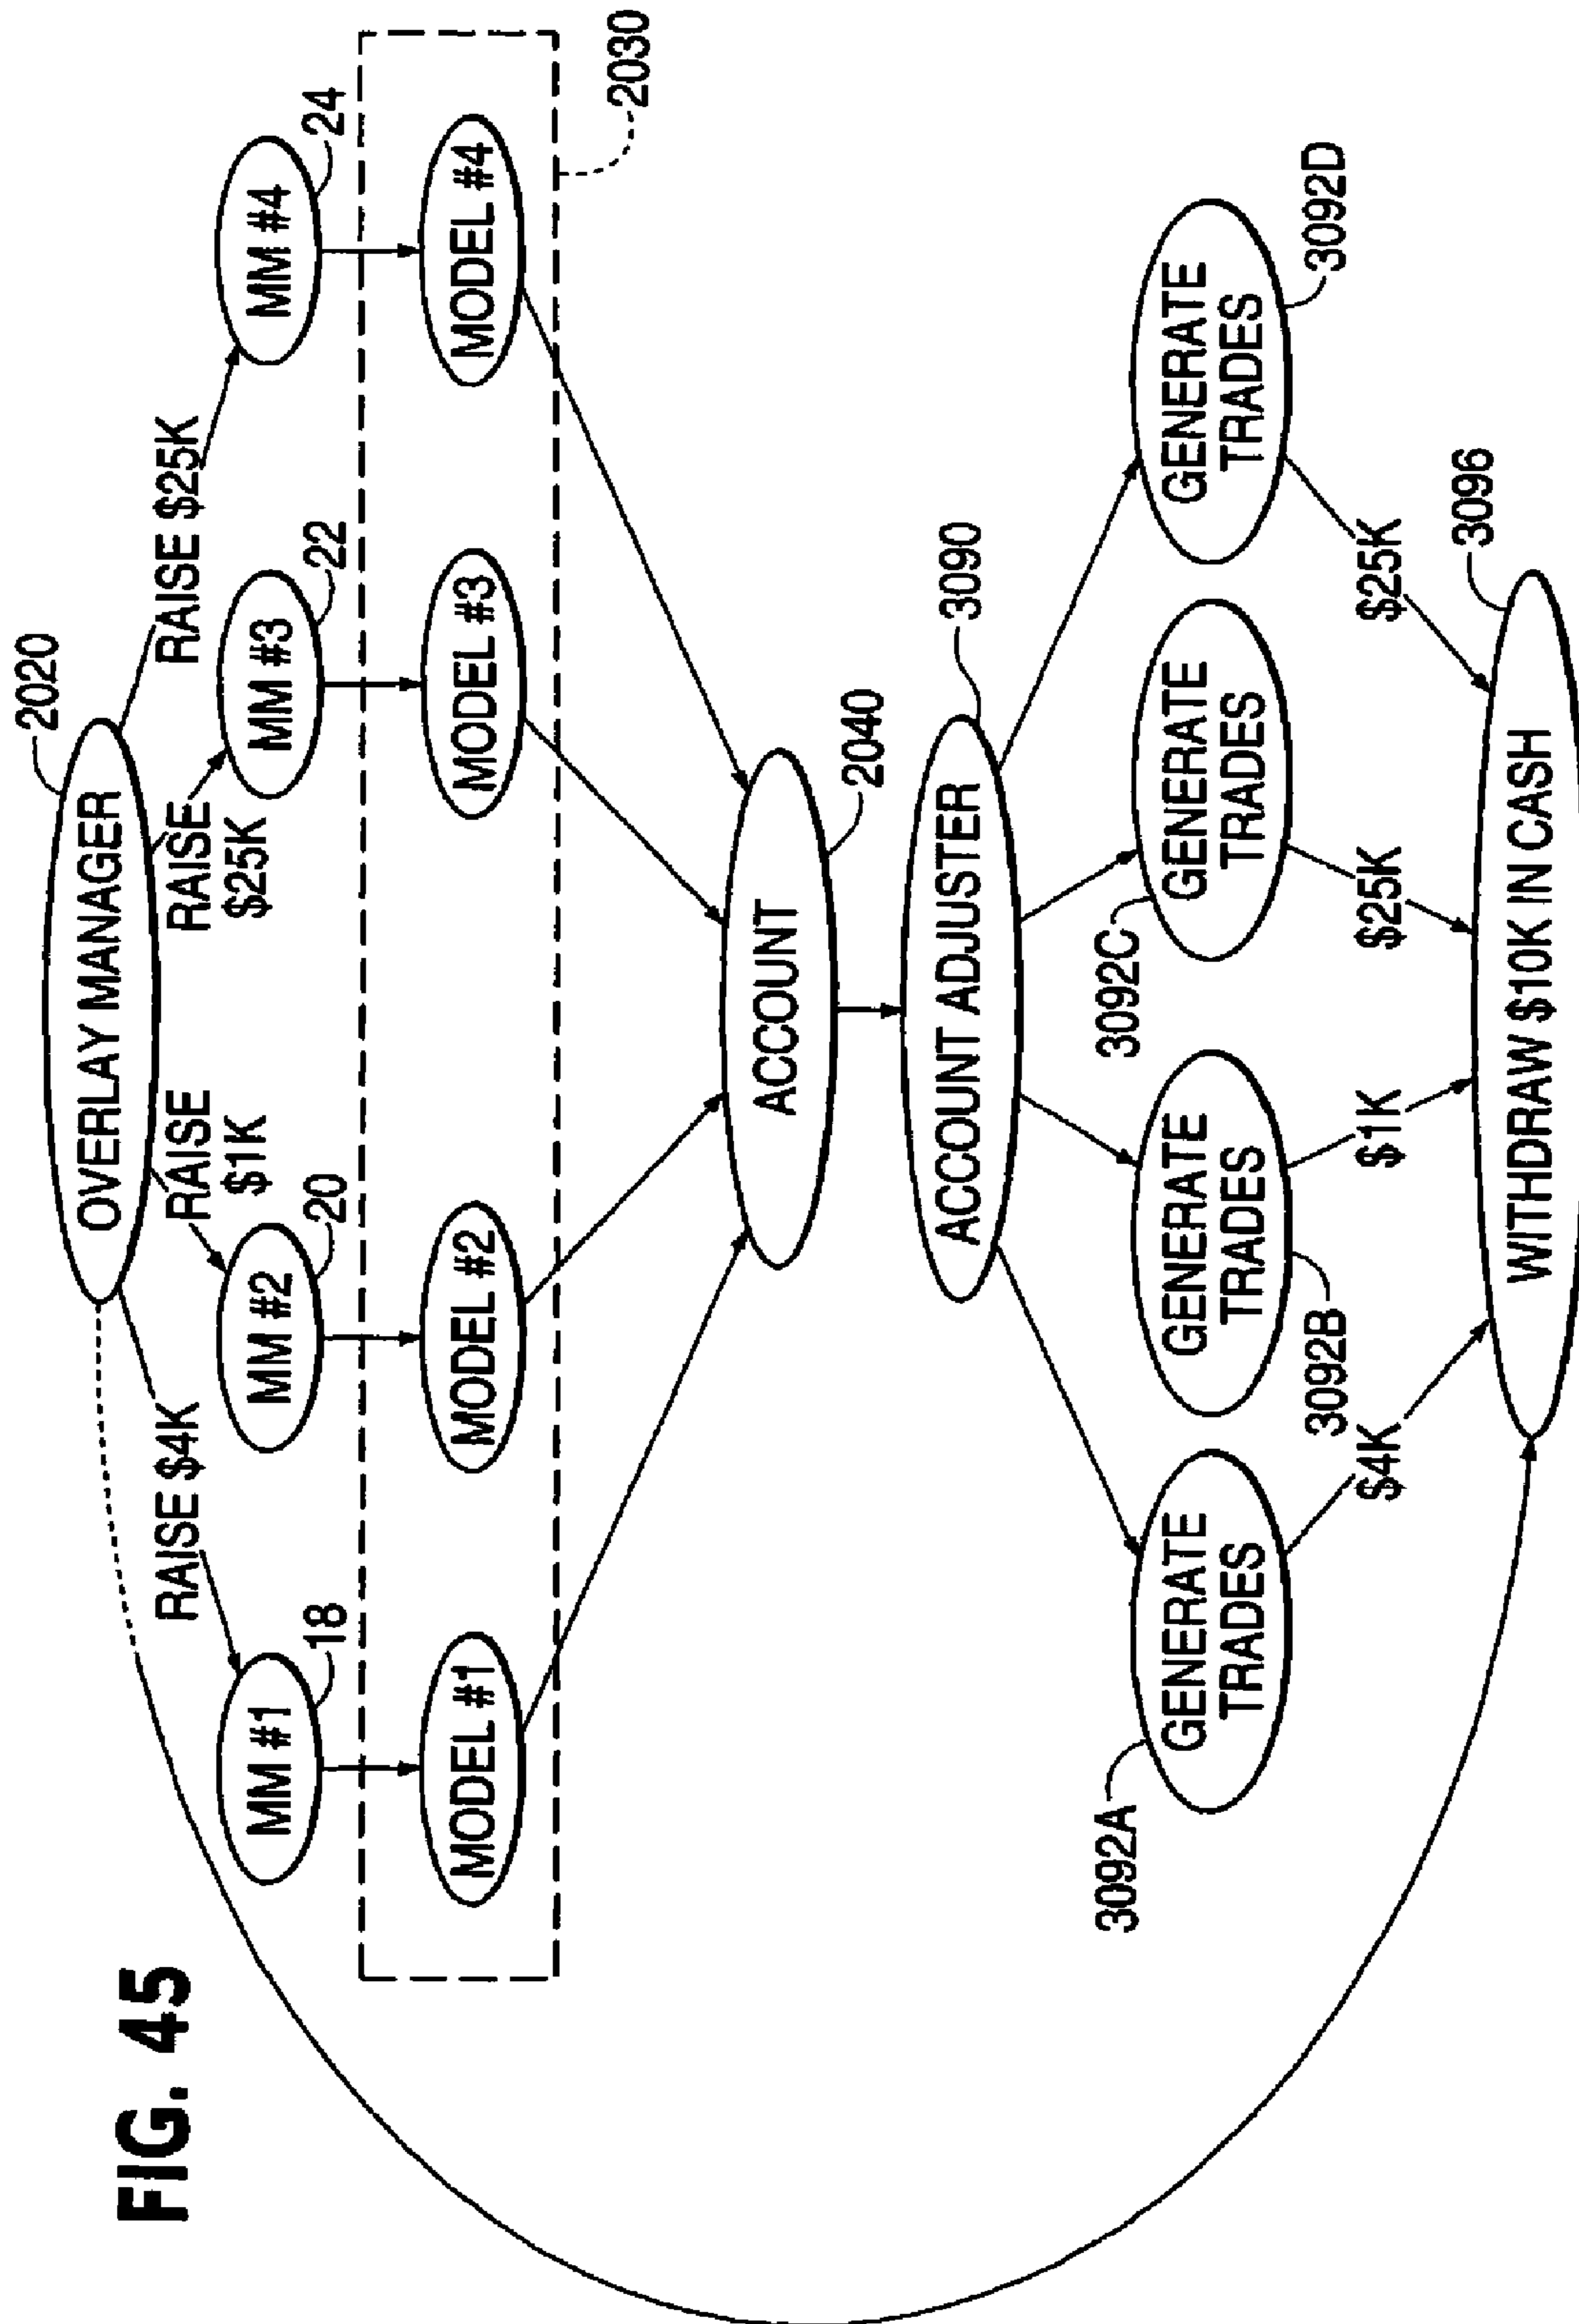 FIG. 45
OVERLAY MANAGER
2020
RAISE $4K
RAISE
$1K
RAISE
$25K
RAISE $25K
MM #1
18
MM #2
20
MM #3
22
MM #4
24
MODEL #1
MODEL #2
MODEL #3
MODEL #4
2030
ACCOUNT
2040
ACCOUNT ADJUSTER
3090
3092A
GENERATE
TRADES
GENERATE
TRADES
3092B
3092C
GENERATE
TRADES
GENERATE
TRADES
3092D
$4K
$1K
$25K
$25K
WITHDRAW $10K IN CASH
3096